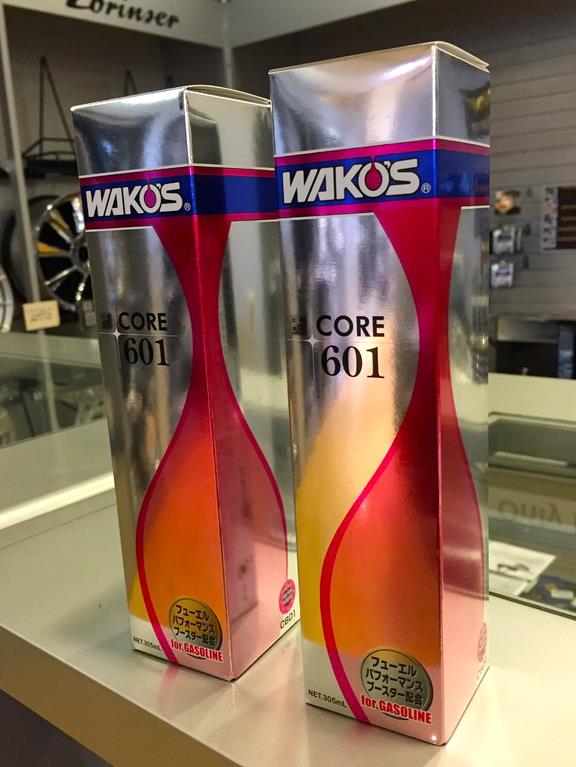 Lorinser
WAKO'S®
CORE
601
フューエル
パフォーマンス
ブースター配合
for GASOLINE
NET.305mL
C601
WAKO'S®
CORE
601
フューエル
パフォーマンス
ブースター配合
for GASOLINE
NET.305mL
Only